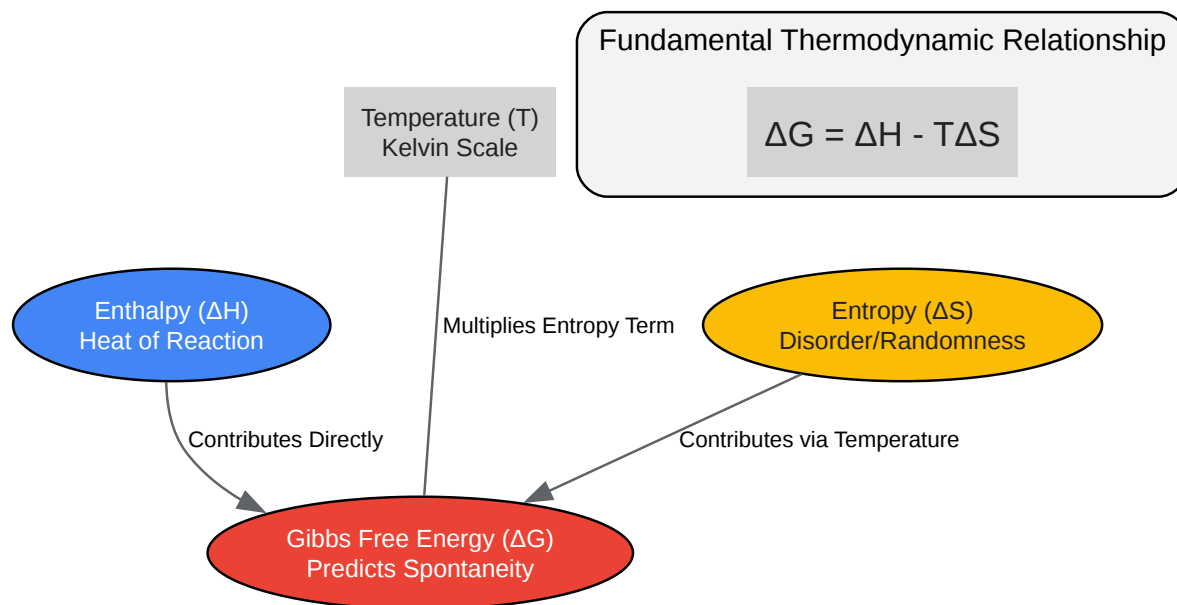 Fundamental Thermodynamic Relationship
Temperature (T)
Kelvin Scale
ΔG = ΔH - TΔS
Enthalpy (ΔH)
Heat of Reaction
Multiplies Entropy Term
Entropy (ΔS)
Disorder/Randomness
Contributes Directly
Contributes via Temperature
Gibbs Free Energy (ΔG)
Predicts Spontaneity